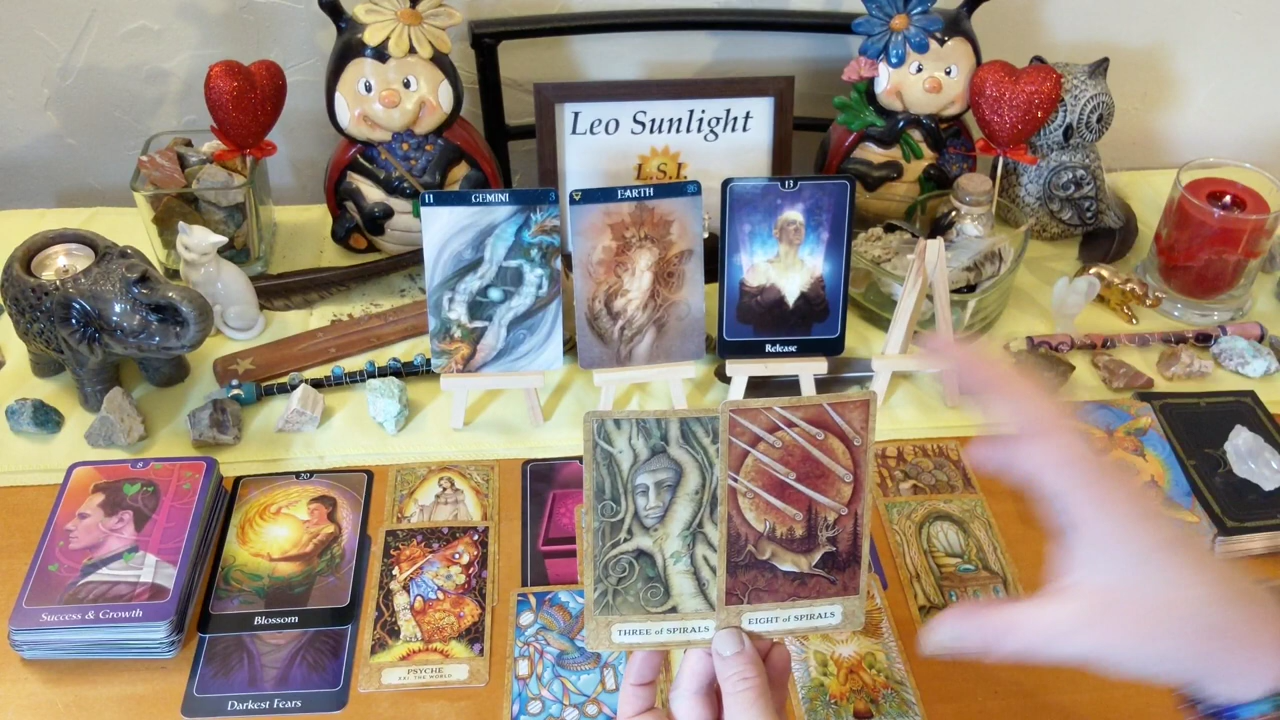 Leo Sunlight
L.S.I.
11 GEMINI 3
EARTH 26
13
Release
8
Success & Growth
20
Blossom
Darkest Fears
PSYCHE
XXI. THE WORLD
THREE of SPIRALS
EIGHT of SPIRALS